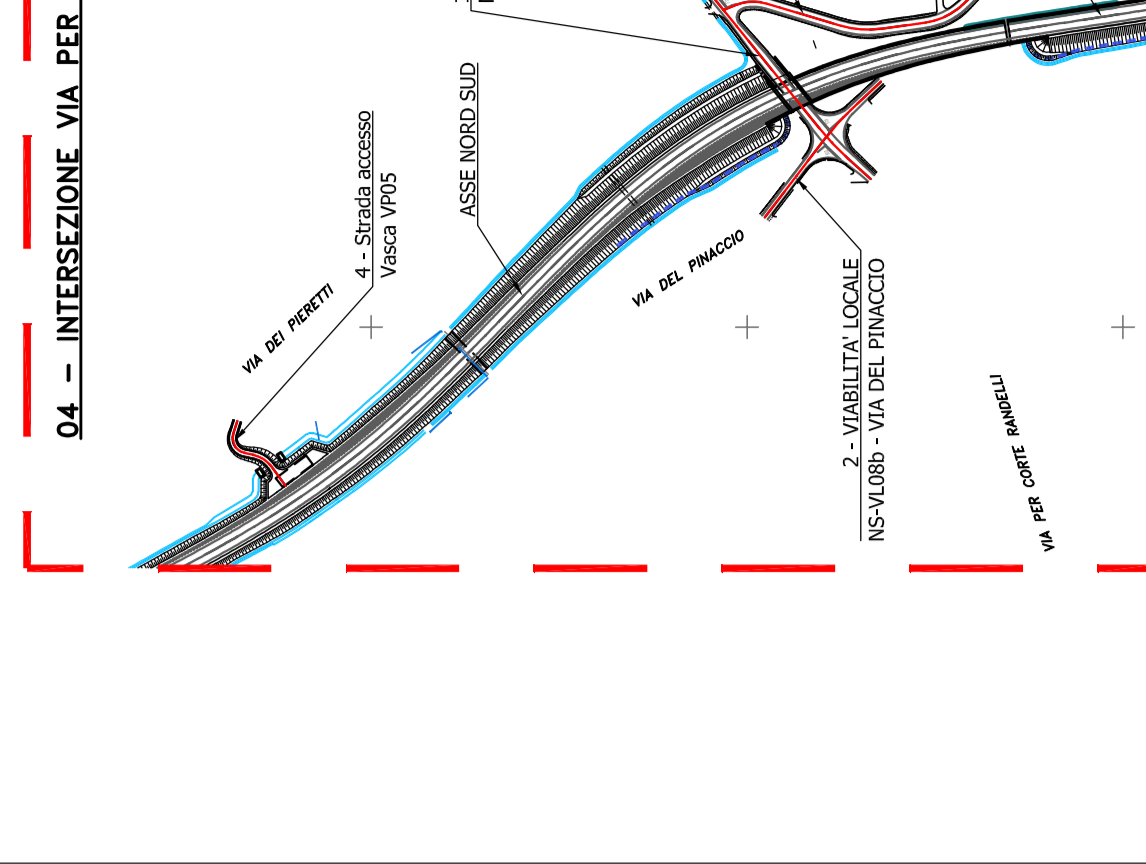 04 - INTERSEZIONE VIA PER
VIA DEI PIERETTI
4 - Strada accesso
Vasca VP05
ASSE NORD SUD
VIA DEL PINACCIO
2 - VIABILITA' LOCALE
NS-VL08b - VIA DEL PINACCIO
VIA PER CORTE RANDELLI